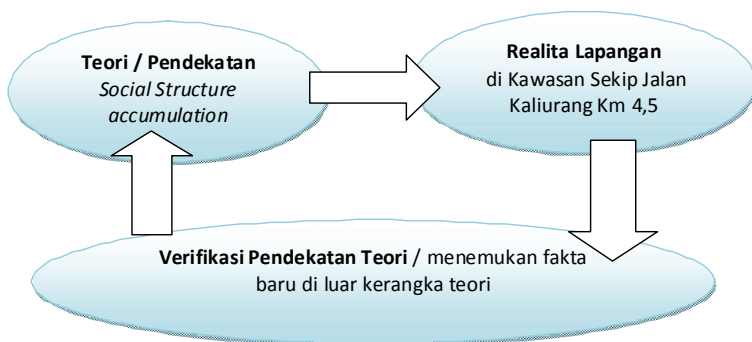 Teori / Pendekatan
Social Structure
accumulation
Realita Lapangan
di Kawasan Sekip Jalan
Kaliurang Km 4,5
Verifikasi Pendekatan Teori / menemukan fakta
baru di luar kerangka teori